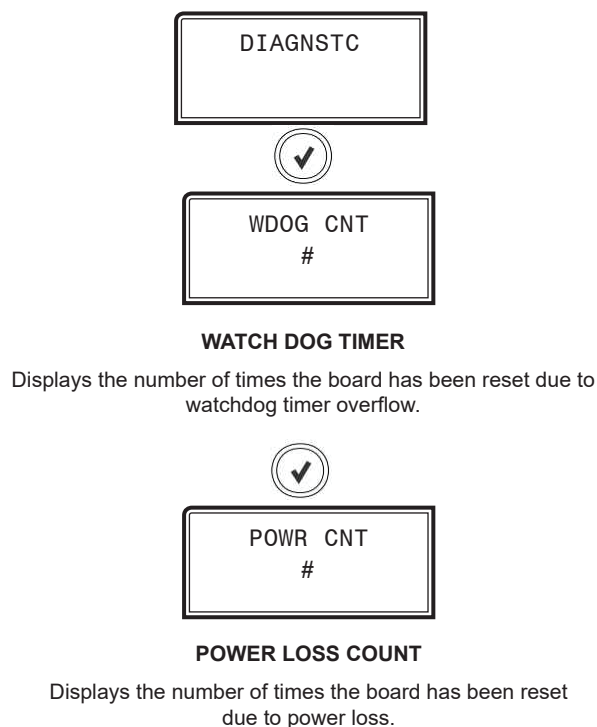 DIAGNSTC
WDOG CNT
#
WATCH DOG TIMER
Displays the number of times the board has been reset due to
watchdog timer overflow.
POWR CNT
#
POWER LOSS COUNT
Displays the number of times the board has been reset
due to power loss.